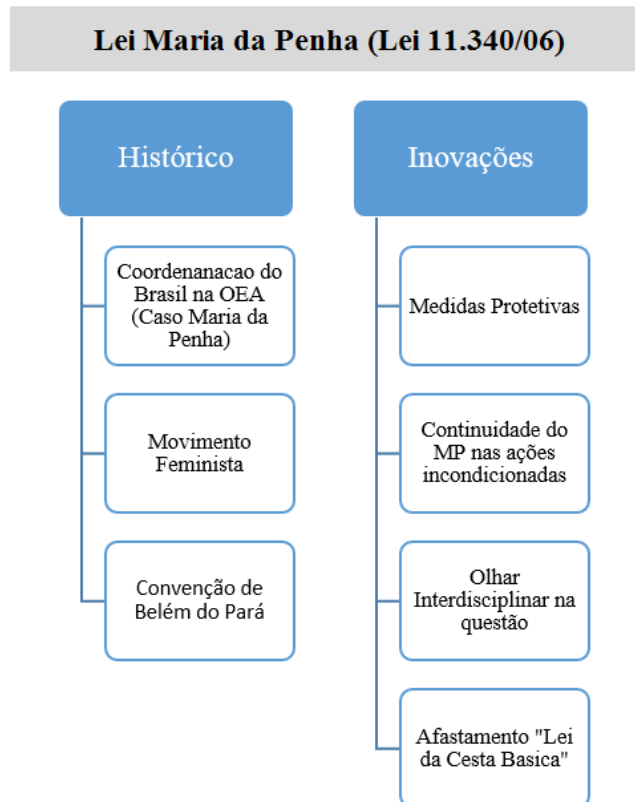 Lei Maria da Penha (Lei 11.340/06)
Histórico
Coordenanacao do
Brasil na OEA
(Caso Maria da
Penha)
Movimento
Feminista
Convenção de
Belém do Pará
Inovações
Medidas Protetivas
Continuidade do
MP nas ações
incondicionadas
Olhar
Interdisciplinar na
questão
Afastamento "Lei
da Cesta Basica"